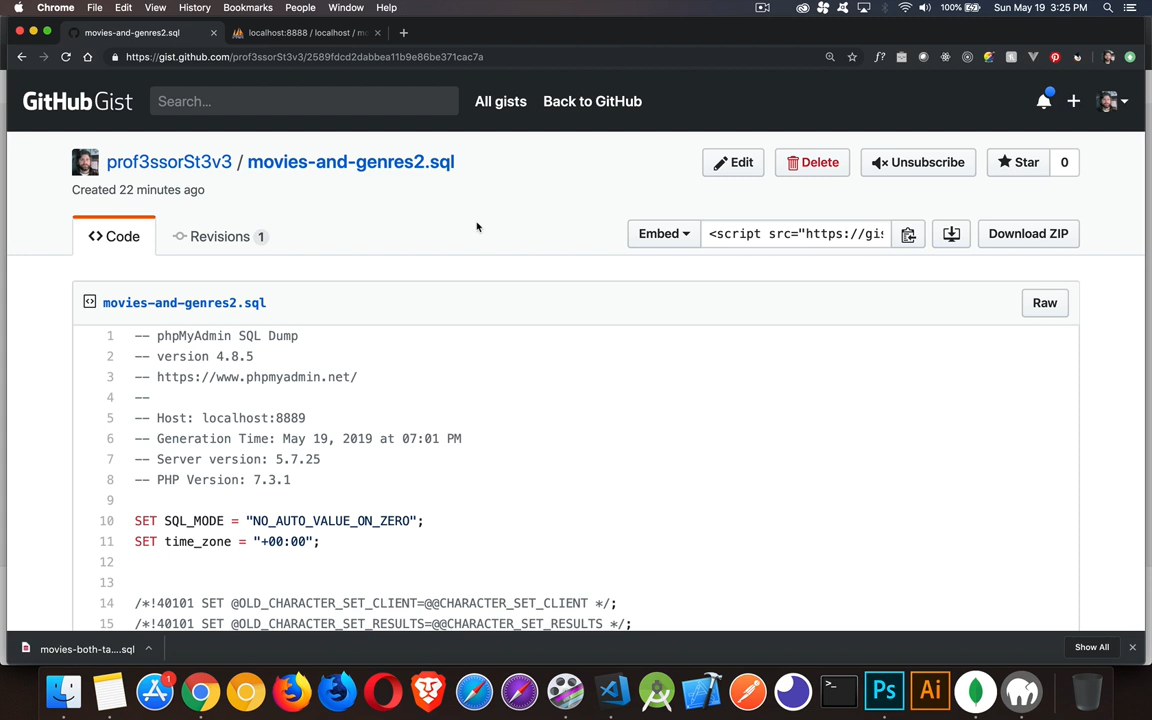 Chrome File Edit View History Bookmarks People Window Help 100% Sun May 19 3:25 PM
movies-and-genres2.sql localhost:8888 / localhost / mo
https://gist.github.com/prof3ssorSt3v3/2589fdcd2dabbea11b9e86be371cac7a
GitHub Gist Search... All gists Back to GitHub
prof3ssorSt3v3 / movies-and-genres2.sql Edit Delete Unsubscribe Star 0
Created 22 minutes ago
Code Revisions 1 Embed <script src="https://gis Download ZIP
movies-and-genres2.sql Raw
1 -- phpMyAdmin SQL Dump
2 -- version 4.8.5
3 -- https://www.phpmyadmin.net/
4 --
5 -- Host: localhost:8889
6 -- Generation Time: May 19, 2019 at 07:01 PM
7 -- Server version: 5.7.25
8 -- PHP Version: 7.3.1
9
10 SET SQL_MODE = "NO_AUTO_VALUE_ON_ZERO";
11 SET time_zone = "+00:00";
12
13
14 /*!40101 SET @OLD_CHARACTER_SET_CLIENT=@@CHARACTER_SET_CLIENT */;
15 /*!40101 SET @OLD_CHARACTER_SET_RESULTS=@@CHARACTER_SET_RESULTS */;
movies-both-ta....sql Show All
1 >_ Ps Ai